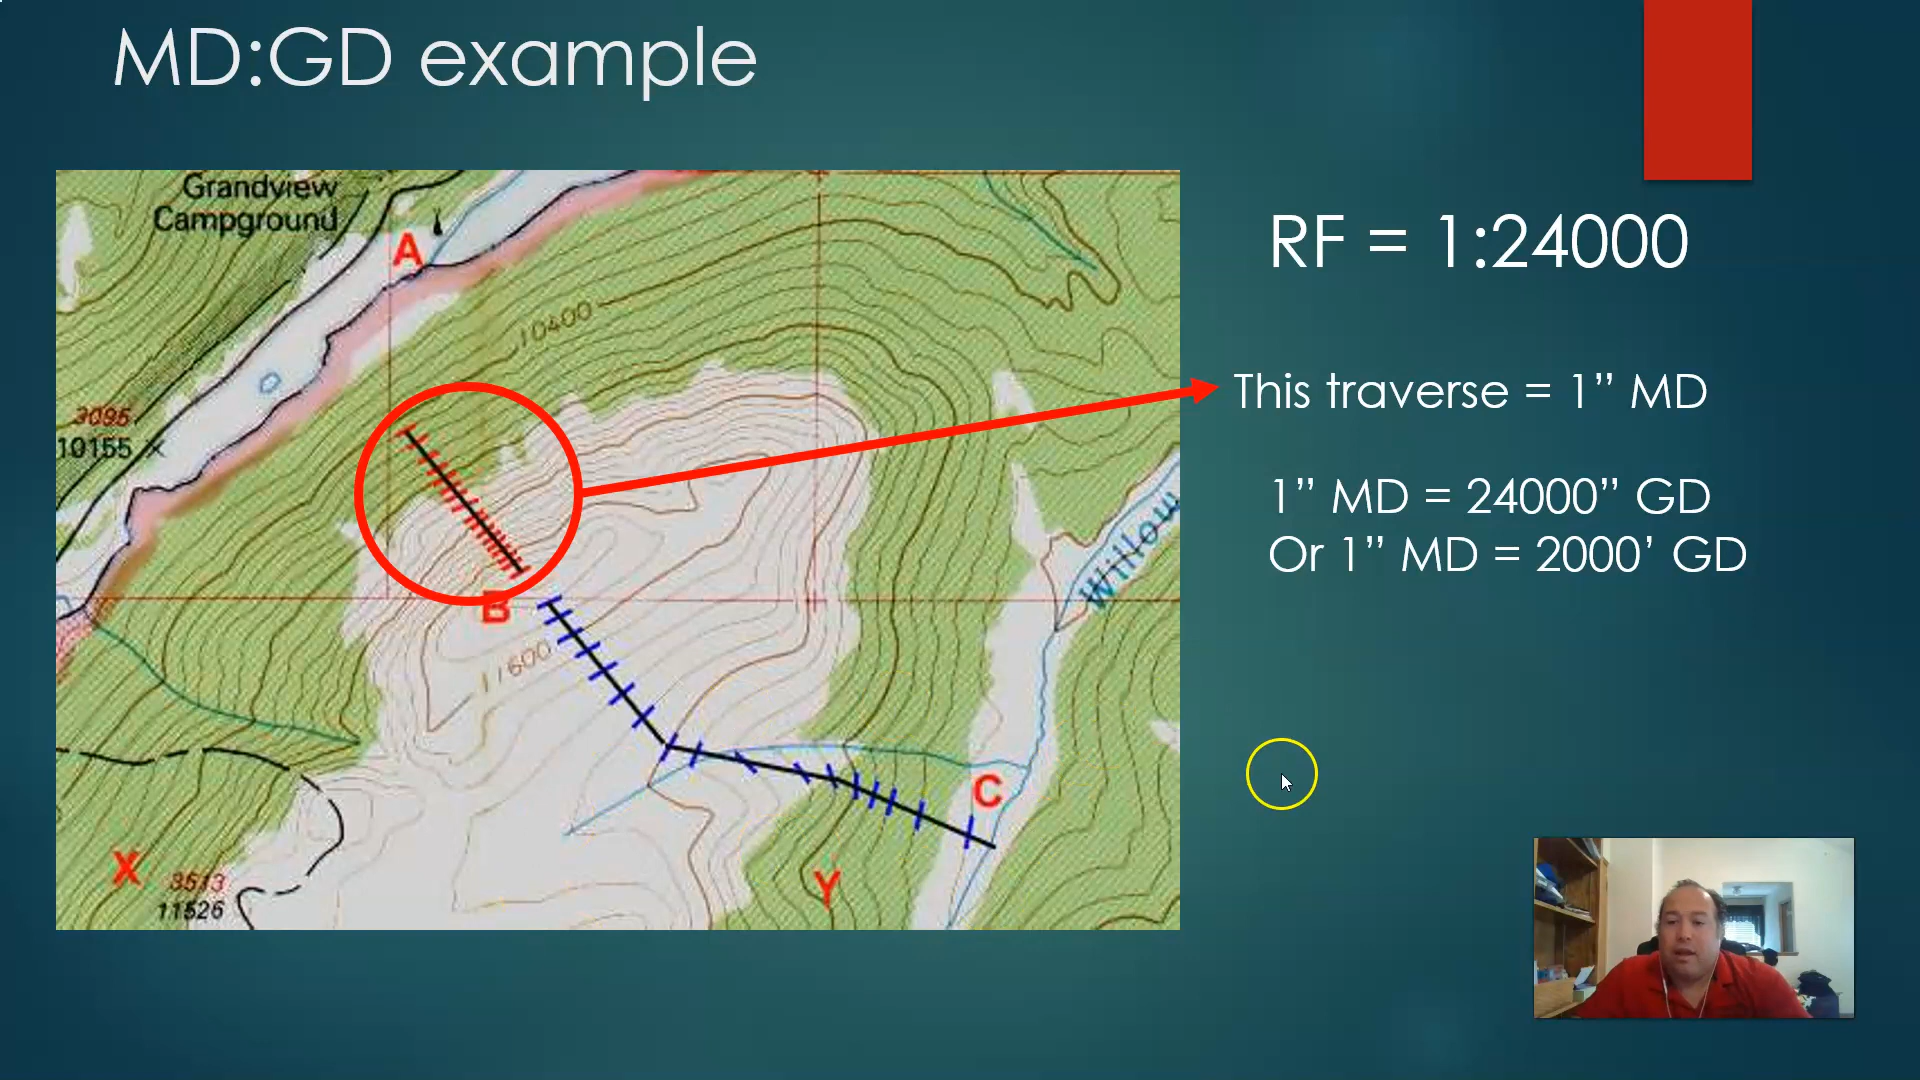 MD:GD example
Grandview
Campground
A
RF = 1:24000
10400
This traverse = 1” MD
3095
10155
1” MD = 24000” GD
Or 1” MD = 2000’ GD
Willow
B
11600
C
X
3513
11526
Y